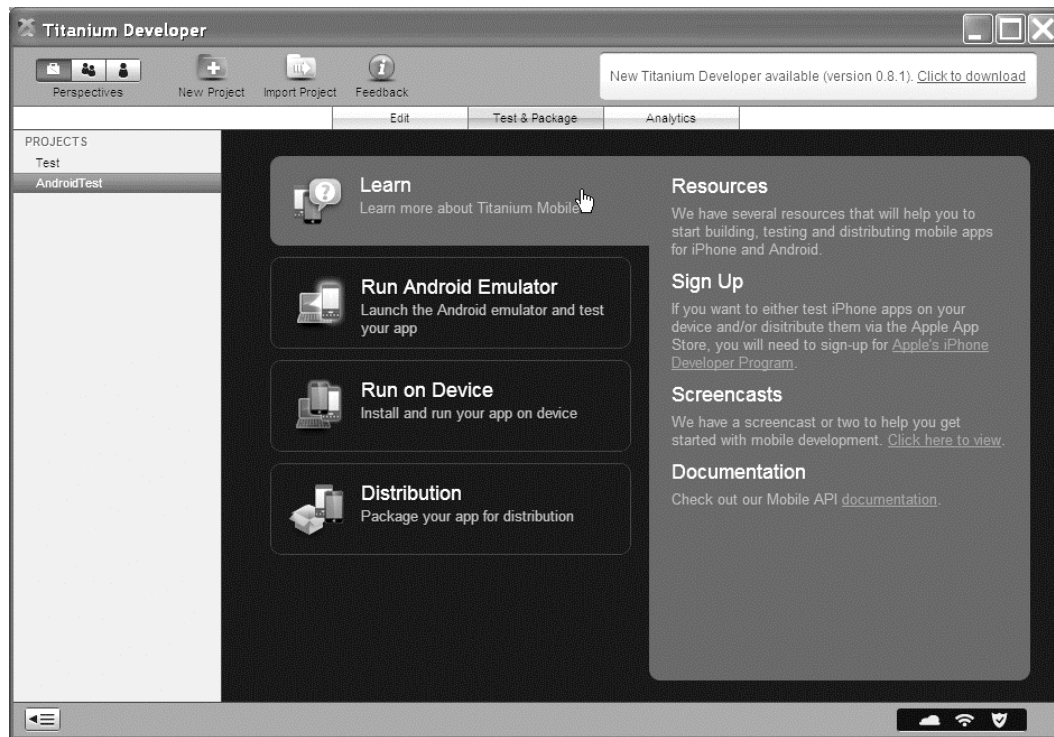 Titanium Developer
Perspectives
New Project
Import Project
Feedback
New Titanium Developer available (version 0.8.1). Click to download
Edit
Test & Package
Analytics
PROJECTS
Test
AndroidTest
Learn
Learn more about Titanium Mobile
Run Android Emulator
Launch the Android emulator and test
your app
Run on Device
Install and run your app on device
Distribution
Package your app for distribution
Resources
We have several resources that will help you to
start building, testing and distributing mobile apps
for iPhone and Android.
Sign Up
If you want to either test iPhone apps on your
device and/or disitribute them via the Apple App
Store, you will need to sign-up for Apple's iPhone
Developer Program.
Screencasts
We have a screencast or two to help you get
started with mobile development. Click here to view.
Documentation
Check out our Mobile API documentation.